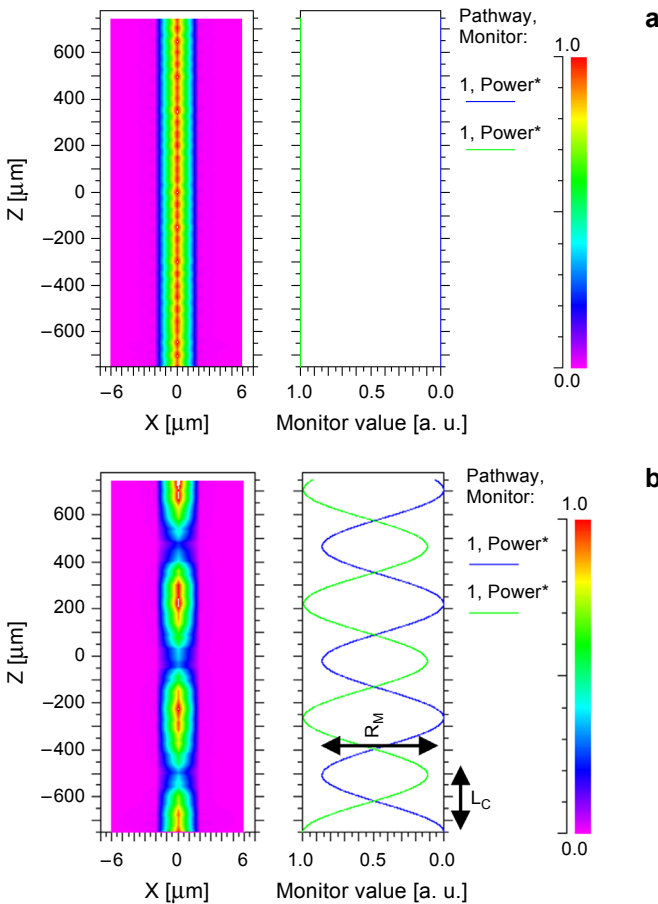 a
Pathway,
Monitor:
1, Power*
1, Power*
1.0
0.0
Z [μm]
600
400
200
0
−200
−400
−600
−6 0 6
X [μm]
1.0 0.5 0.0
Monitor value [a. u.]
b
Pathway,
Monitor:
1, Power*
1, Power*
1.0
0.0
Z [μm]
600
400
200
0
−200
−400
−600
R_M
L_C
−6 0 6
X [μm]
1.0 0.5 0.0
Monitor value [a. u.]